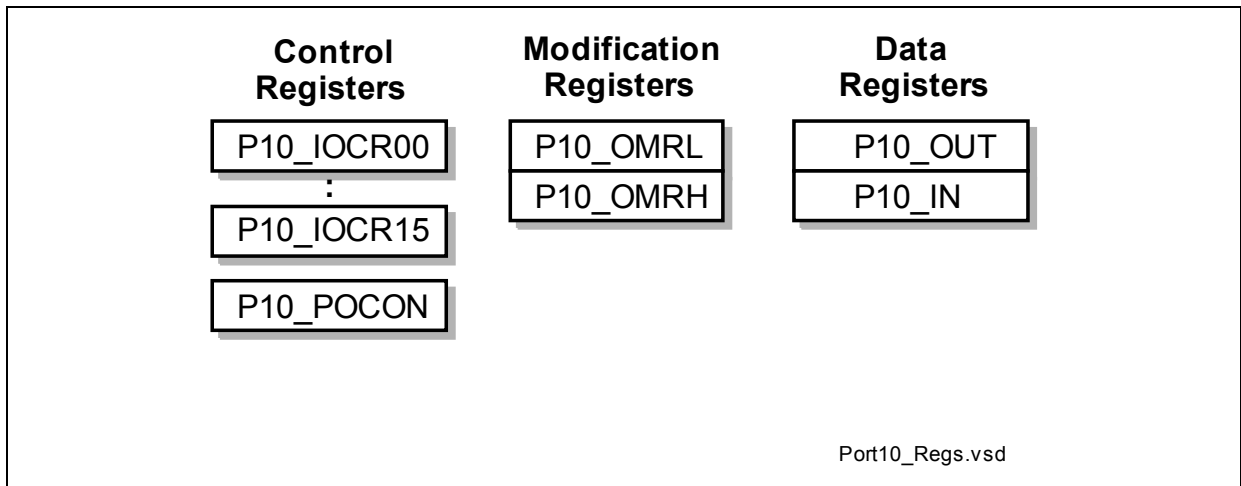 Control
Registers
P10_IOCR00
:
P10_IOCR15
P10_POCON
Modification
Registers
P10_OMRL
P10_OMRH
Data
Registers
P10_OUT
P10_IN
Port10_Regs.vsd